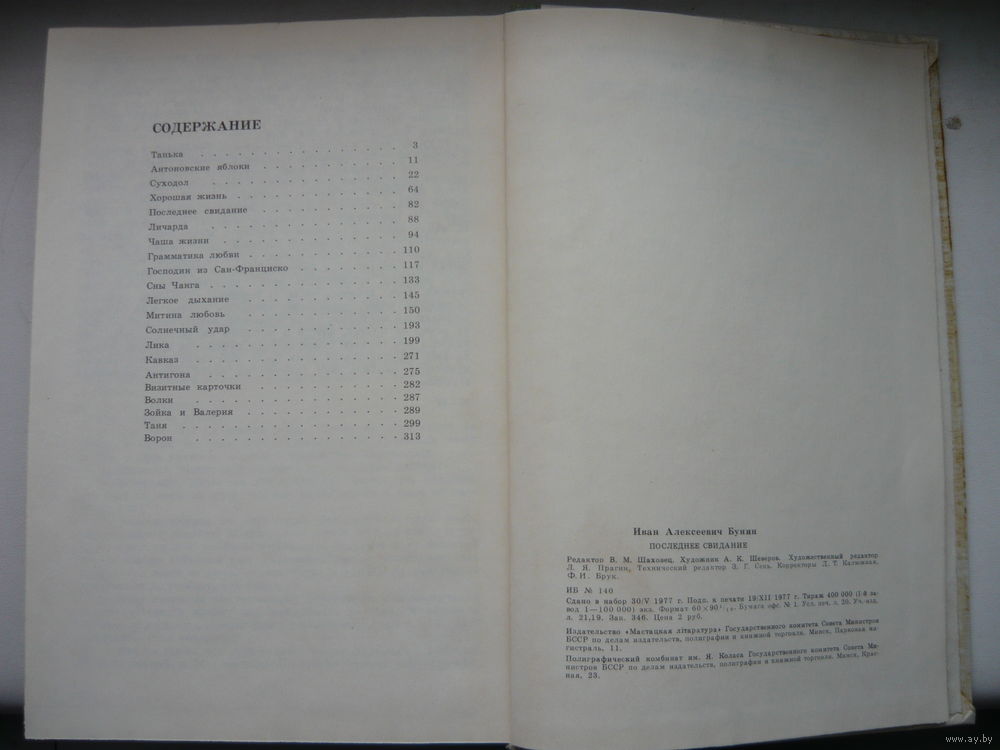 СОДЕРЖАНИЕ
Танька . . . . . . . . . . . . . 3
Антоновские яблоки . . . . . . . . . 11
Суходол . . . . . . . . . . . . 22
Хорошая жизнь . . . . . . . . . . . 64
Последнее свидание . . . . . . . . . 82
Личарда . . . . . . . . . . . . 88
Чаша жизни . . . . . . . . . . . 94
Грамматика любви . . . . . . . . . . 110
Господин из Сан-Франциско . . . . . . . 117
Сны Чанга . . . . . . . . . . . . 133
Легкое дыхание . . . . . . . . . . 145
Митина любовь . . . . . . . . . . 150
Солнечный удар . . . . . . . . . . 193
Лика . . . . . . . . . . . . . 199
Кавказ . . . . . . . . . . . . . 271
Антигона . . . . . . . . . . . . 275
Визитные карточки . . . . . . . . . 282
Волки . . . . . . . . . . . . . 287
Зойка и Валерия . . . . . . . . . . 289
Таня . . . . . . . . . . . . . . 299
Ворон . . . . . . . . . . . . . 313
Иван Алексеевич Бунин
ПОСЛЕДНЕЕ СВИДАНИЕ
Редактор В. М. Шаховец. Художник А. К. Шеверов. Художественный редактор
Л. Я. Прагин, Технический редактор З. Г. Сень. Корректоры Л. Т. Калюжная,
Ф. И. Брук.
ИБ № 140
Сдано в набор 30/V 1977 г. Подп. к печати 19/XII 1977 г. Тираж 400 000 (1-й за-
вод 1—100 000) экз. Формат 60×90¹/₁₆. Бумага офс. № 1. Усл. печ. л. 20. Уч.-изд.
л. 21,19. Зак. 346. Цена 2 руб.
Издательство «Мастацкая літаратура» Государственного комитета Совета Министров
БССР по делам издательств, полиграфии и книжной торговли. Минск, Парковая ма-
гистраль, 11.
Полиграфический комбинат им. Я. Коласа Государственного комитета Совета Ми-
нистров БССР по делам издательств, полиграфии и книжной торговли. Минск, Крас-
ная, 23.
www.ay.by